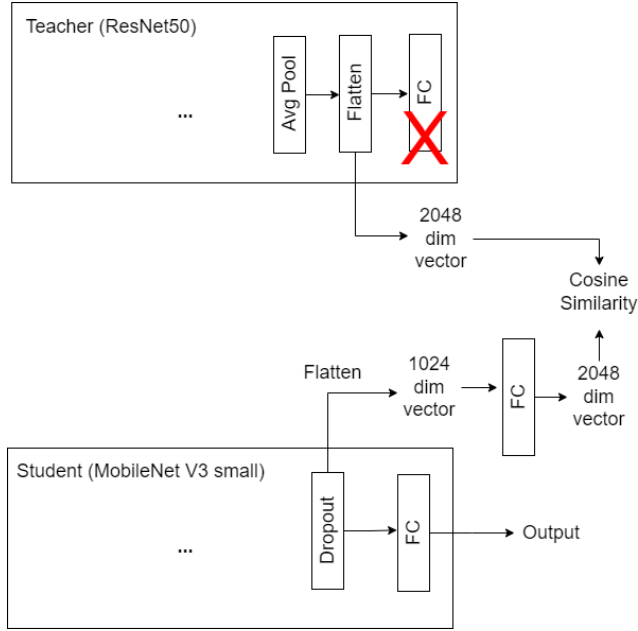 Teacher (ResNet50)
...
Avg Pool
Flatten
FC
2048
dim
vector
Cosine
Similarity
Flatten
1024
dim
vector
FC
2048
dim
vector
Student (MobileNet V3 small)
...
Dropout
FC
Output